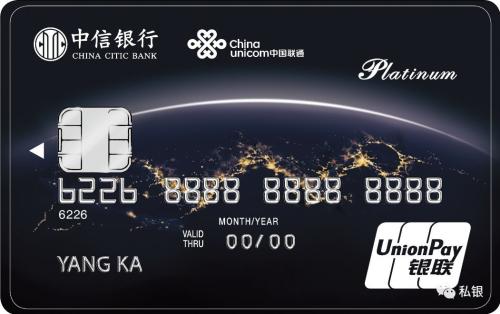 中信银行
CHINA CITIC BANK
China
unicom中国联通
Platinum
6226 8888 8888 8888
6226
MONTH/YEAR
VALID
THRU
00/00
YANG KA
UnionPay
银联
私银